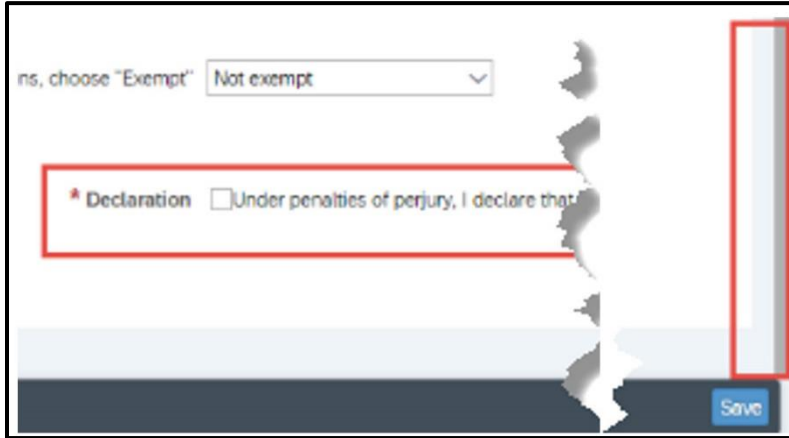 ns, choose "Exempt" Not exempt
* Declaration Under penalties of perjury, I declare that
Save